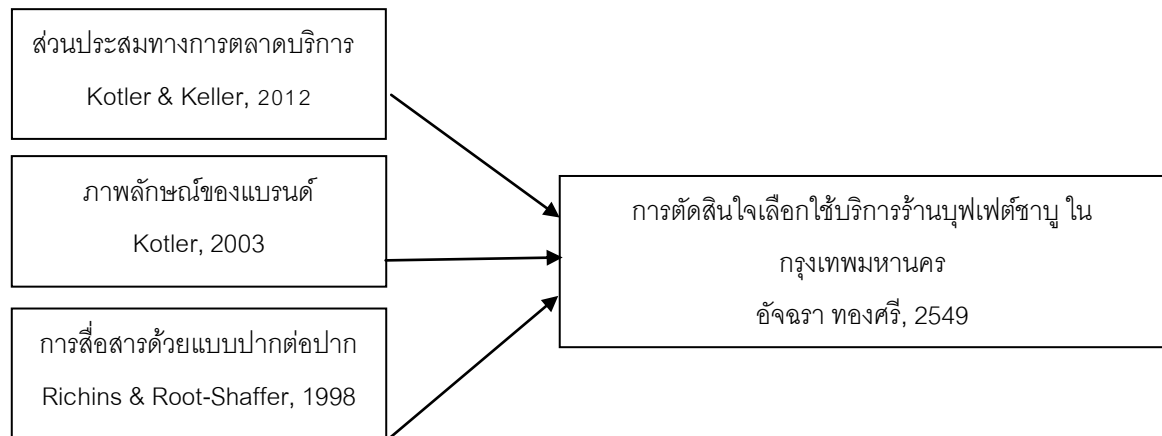 ส่วนประสมทางการตลาดบริการ
Kotler & Keller, 2012
ภาพลักษณ์ของแบรนด์
Kotler, 2003
การสื่อสารด้วยแบบปากต่อปาก
Richins & Root-Shaffer, 1998
การตัดสินใจเลือกใช้บริการร้านบุฟเฟต์ชาบู ใน
กรุงเทพมหานคร
อัจฉรา ทองศรี, 2549